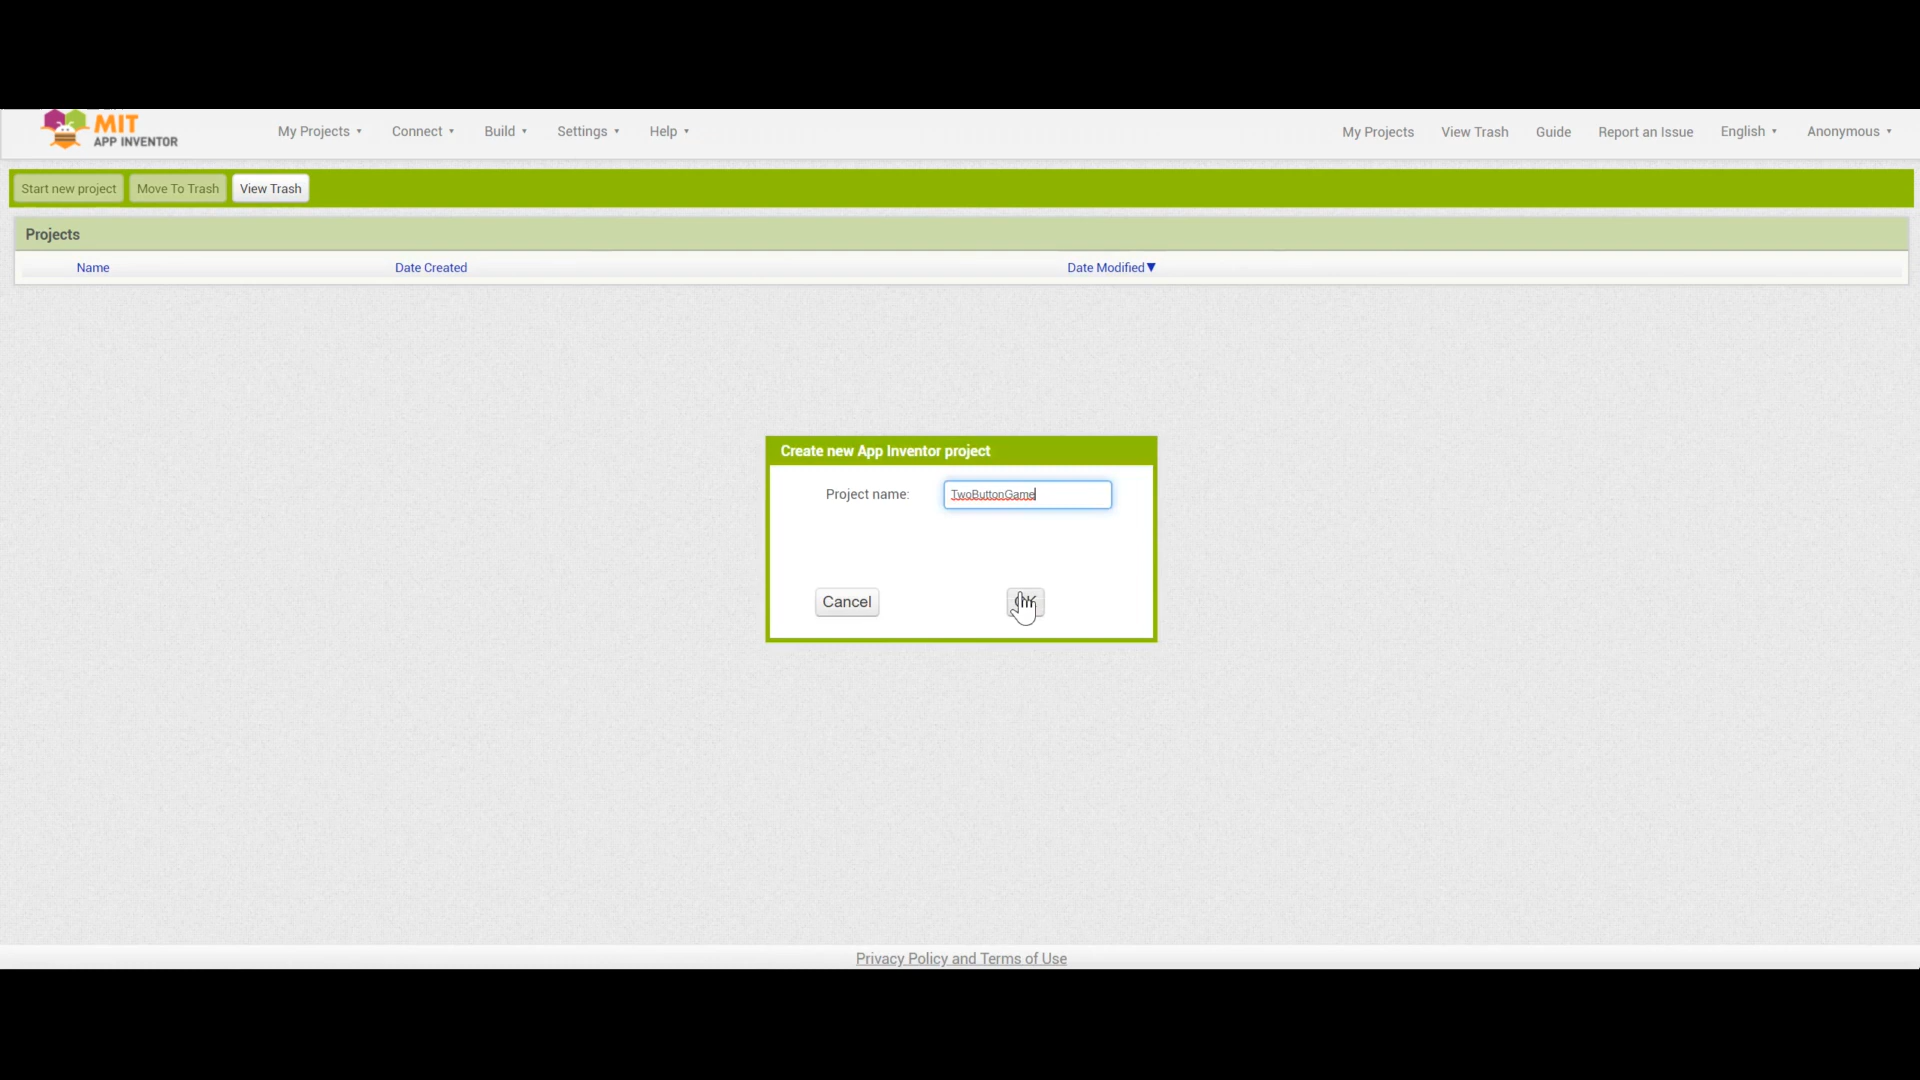 MIT
APP INVENTOR
My Projects
Connect
Build
Settings
Help
My Projects
View Trash
Guide
Report an Issue
English
Anonymous
Start new project
Move To Trash
View Trash
Projects
Name
Date Created
Date Modified
Create new App Inventor project
Project name:
TwoButtonGame
Cancel
Privacy Policy and Terms of Use